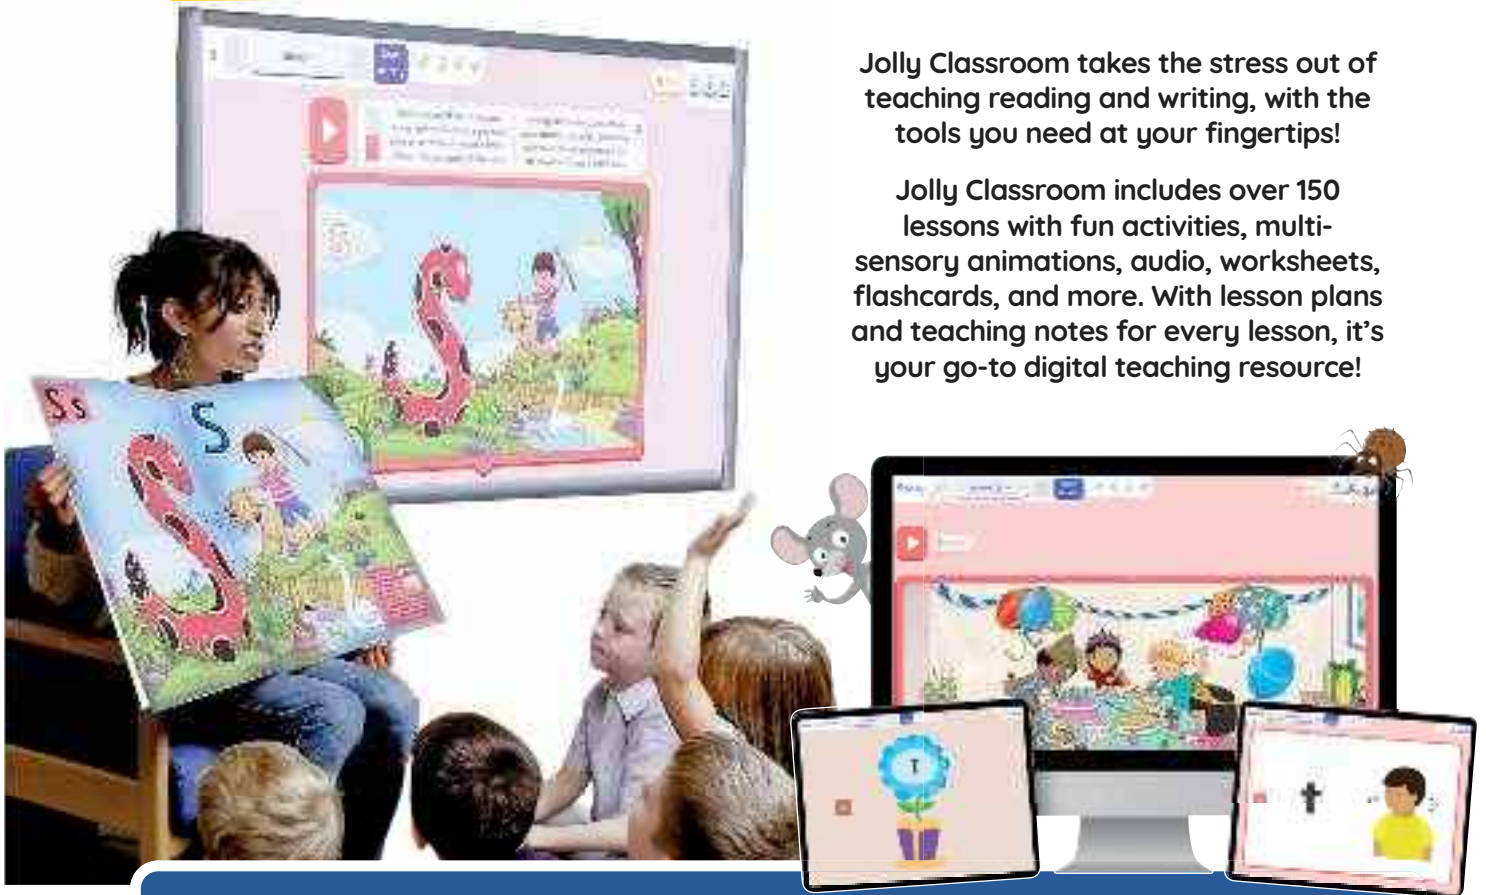 Jolly Classroom takes the stress out of
teaching reading and writing, with the
tools you need at your fingertips!
Jolly Classroom includes over 150
lessons with fun activities, multi-
sensory animations, audio, worksheets,
flashcards, and more. With lesson plans
and teaching notes for every lesson, it's
your go-to digital teaching resource!
Ss
S
T
t